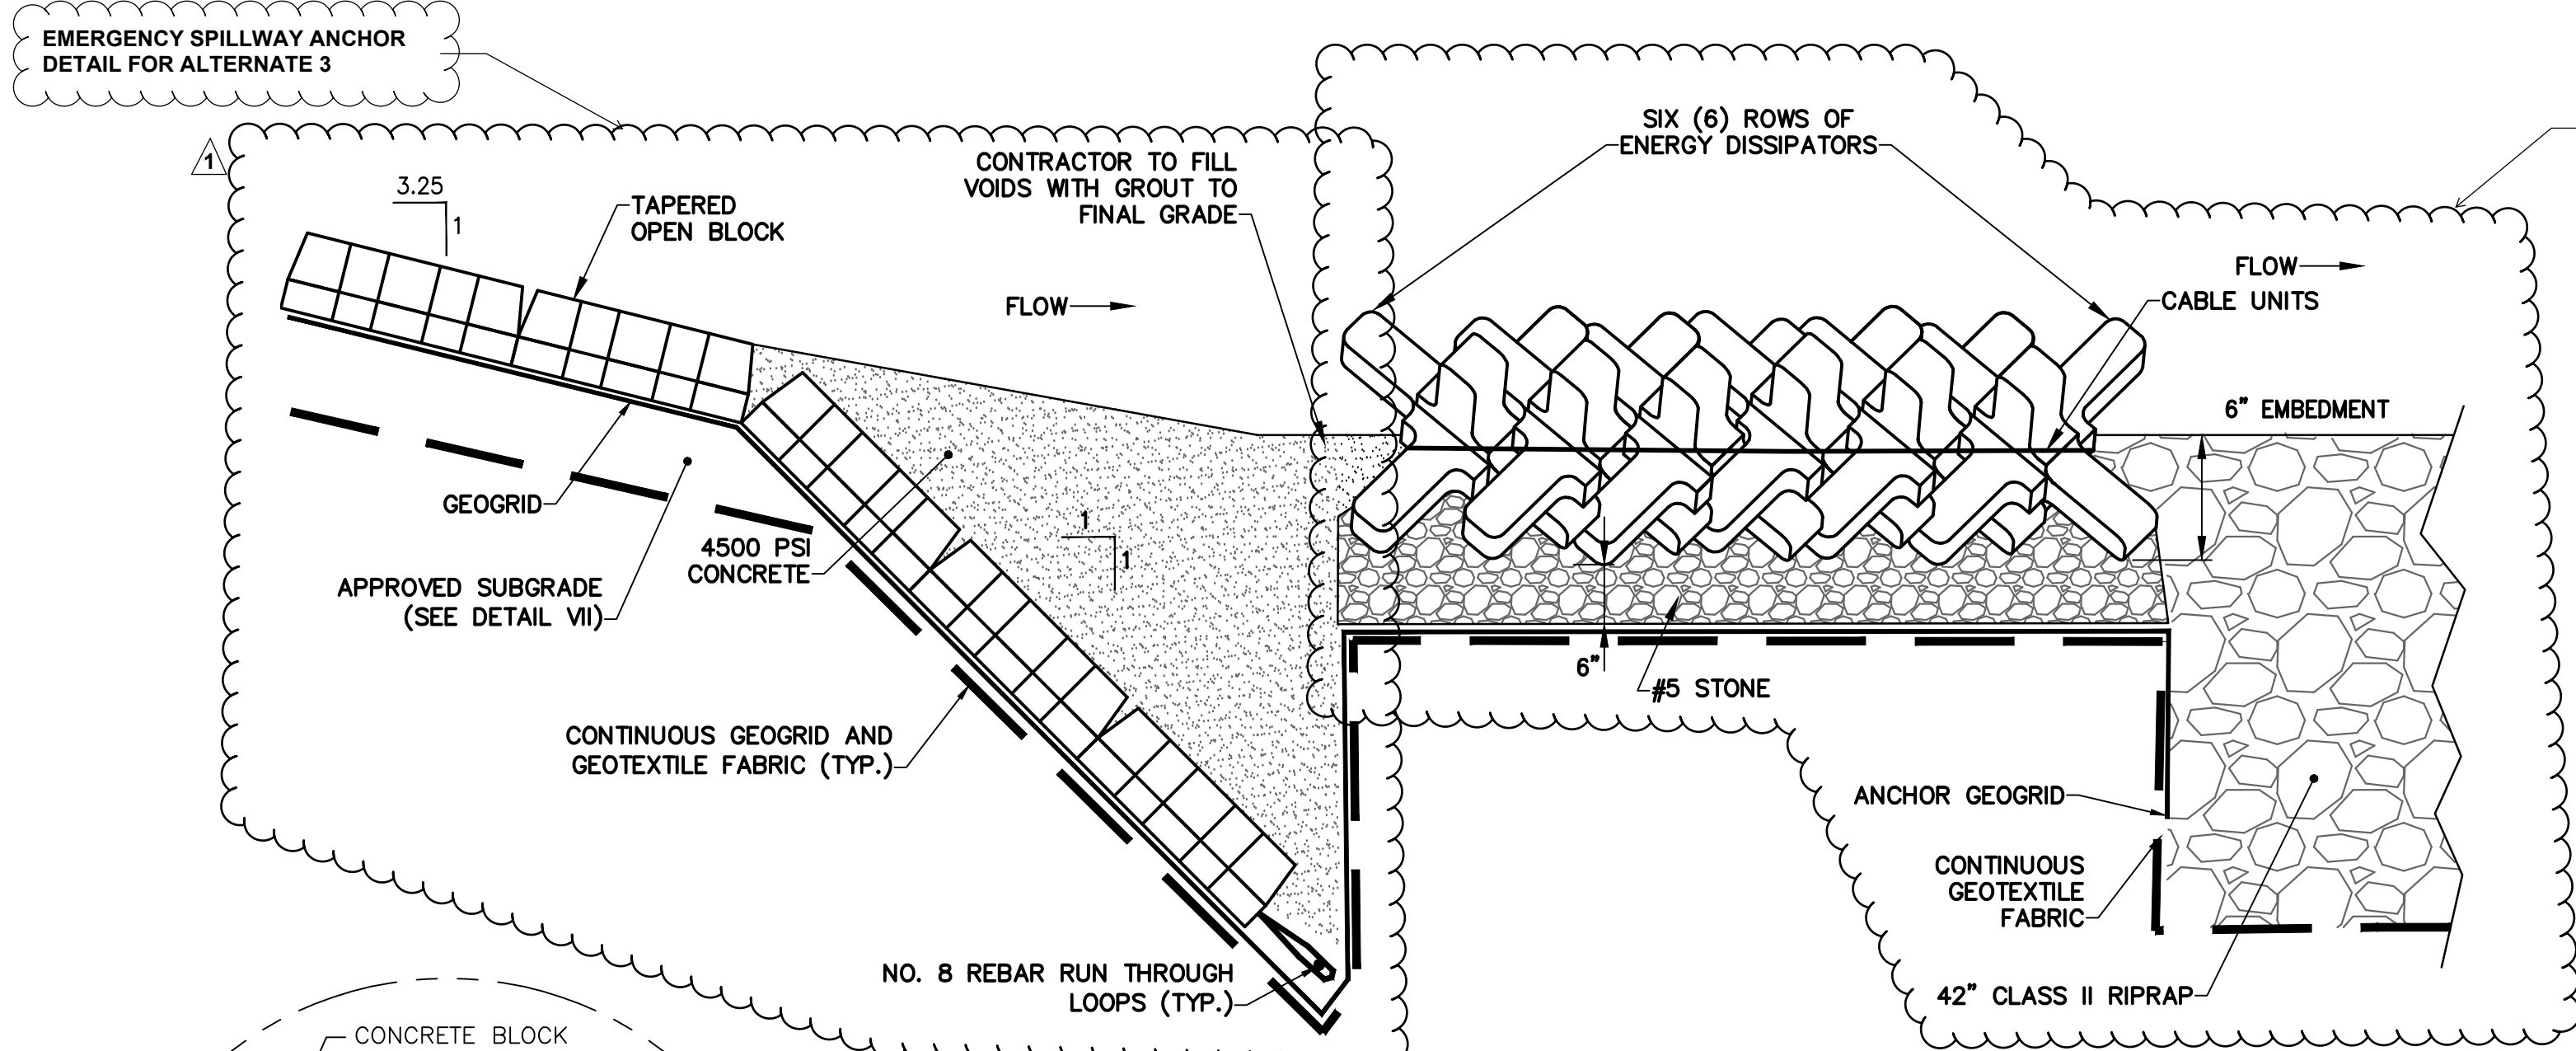 EMERGENCY SPILLWAY ANCHOR
DETAIL FOR ALTERNATE 3
1
3.25
1
TAPERED
OPEN BLOCK
CONTRACTOR TO FILL
VOIDS WITH GROUT TO
FINAL GRADE
FLOW
SIX (6) ROWS OF
ENERGY DISSIPATORS
FLOW
CABLE UNITS
6" EMBEDMENT
GEOGRID
APPROVED SUBGRADE
(SEE DETAIL VII)
4500 PSI
CONCRETE
1
1
6"
#5 STONE
CONTINUOUS GEOGRID AND
GEOTEXTILE FABRIC (TYP.)
ANCHOR GEOGRID
CONTINUOUS
GEOTEXTILE
FABRIC
NO. 8 REBAR RUN THROUGH
LOOPS (TYP.)
42" CLASS II RIPRAP
CONCRETE BLOCK